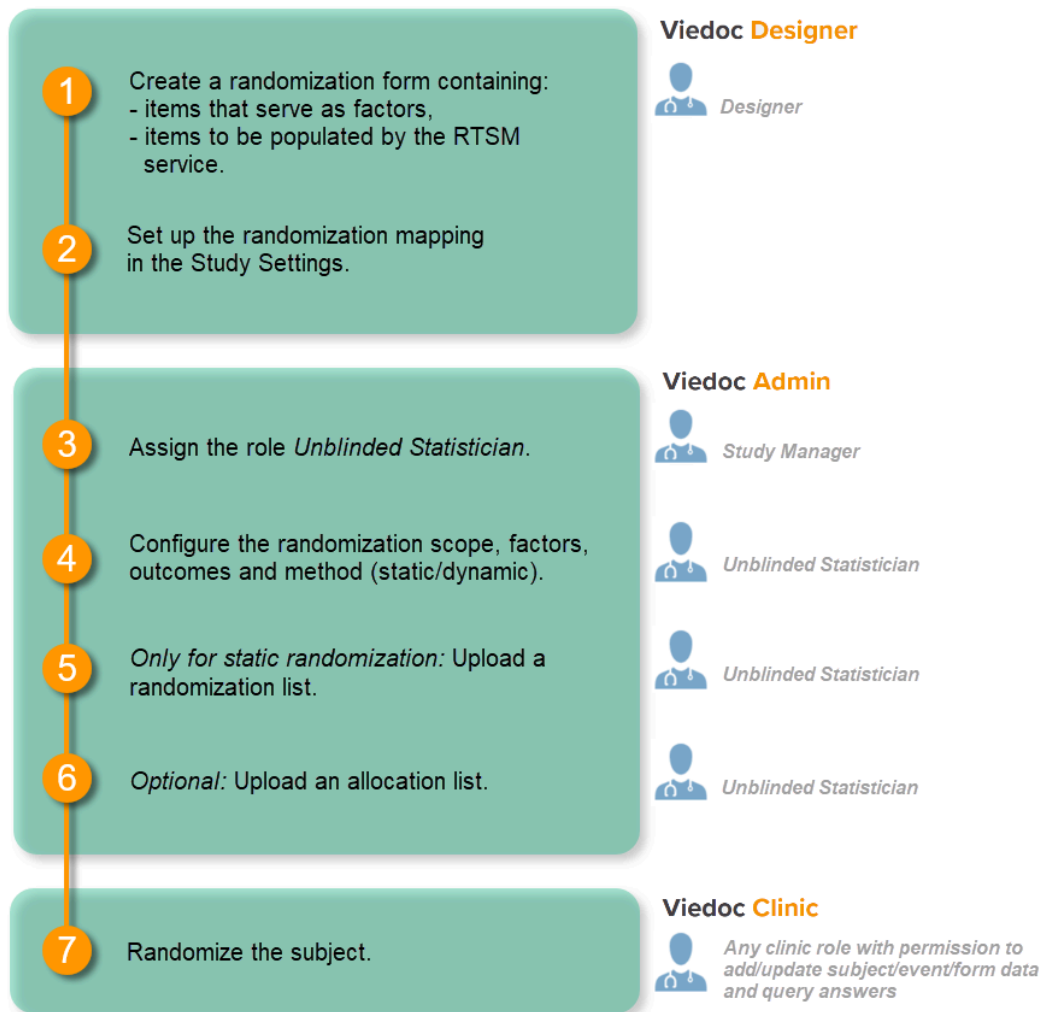 Viedoc Designer
1
Create a randomization form containing:
- items that serve as factors,
- items to be populated by the RTSM
service.
Designer
2
Set up the randomization mapping
in the Study Settings.
Viedoc Admin
3
Assign the role Unblinded Statistician.
Study Manager
4
Configure the randomization scope, factors,
outcomes and method (static/dynamic).
Unblinded Statistician
5
Only for static randomization: Upload a
randomization list.
Unblinded Statistician
6
Optional: Upload an allocation list.
Unblinded Statistician
Viedoc Clinic
7
Randomize the subject.
Any clinic role with permission to
add/update subject/event/form data
and query answers